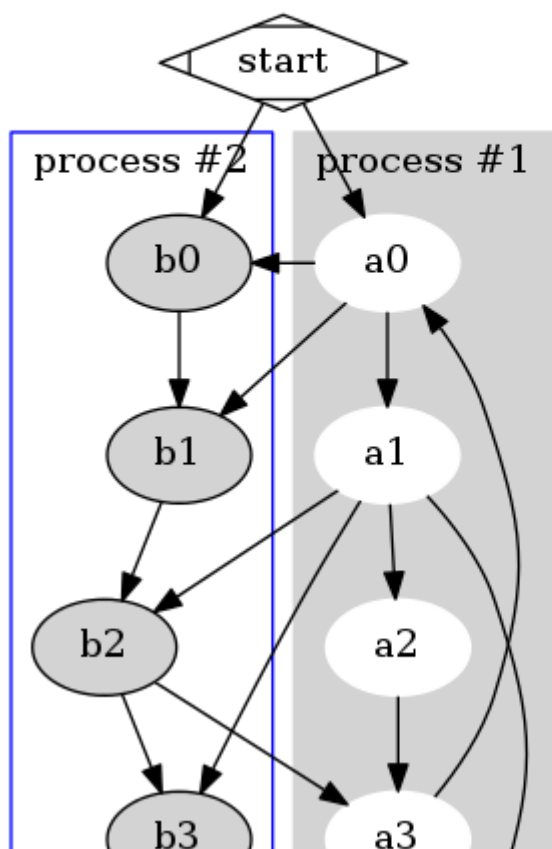 start
process #2
process #1
b0
a0
b1
a1
b2
a2
b3
a3